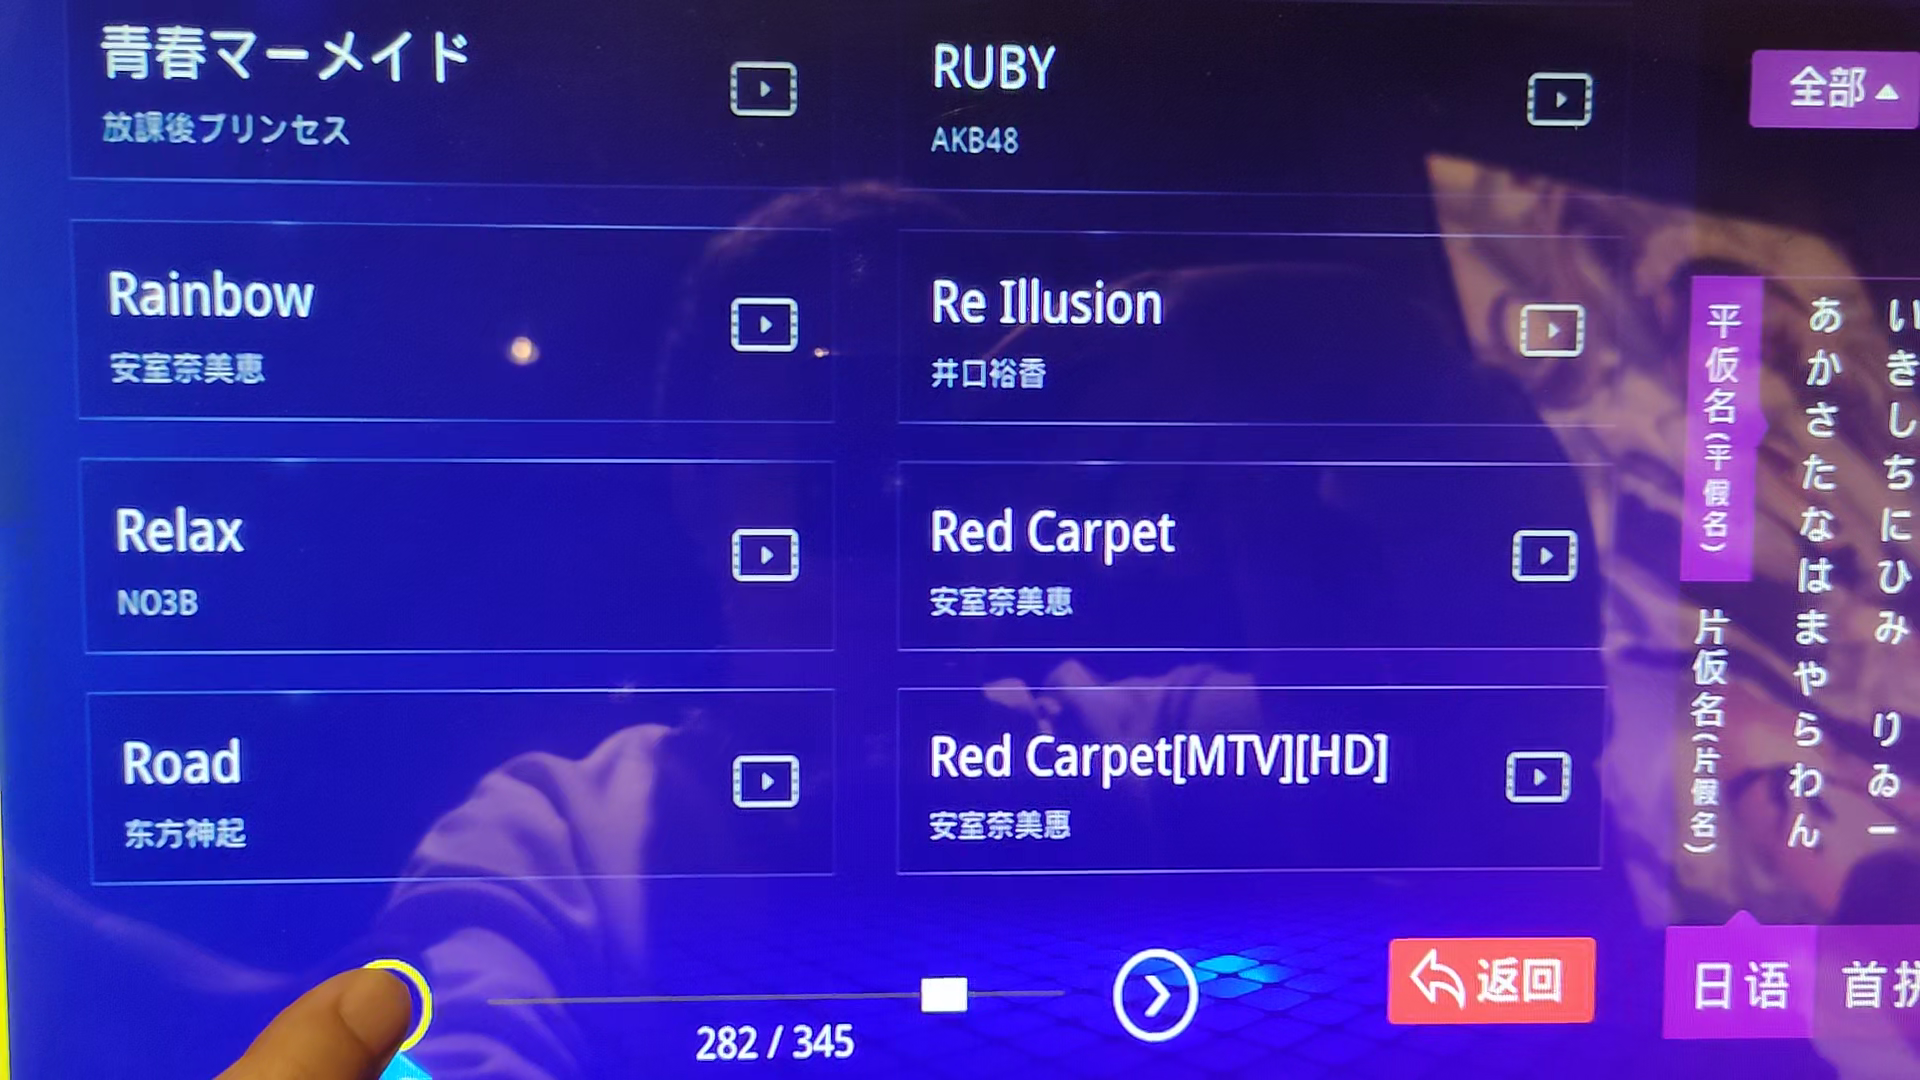 青春マーメイド
放課後プリンセス
RUBY
AKB48
Rainbow
安室奈美恵
Re Illusion
井口裕香
Relax
NO3B
Red Carpet
安室奈美恵
Road
东方神起
Red Carpet[MTV][HD]
安室奈美惠
282 / 345
返回
全部
平仮名(平假名)
片仮名(片假名)
あかさたなはまやらわん
いきしちにひみ りゐー
日语
首拼